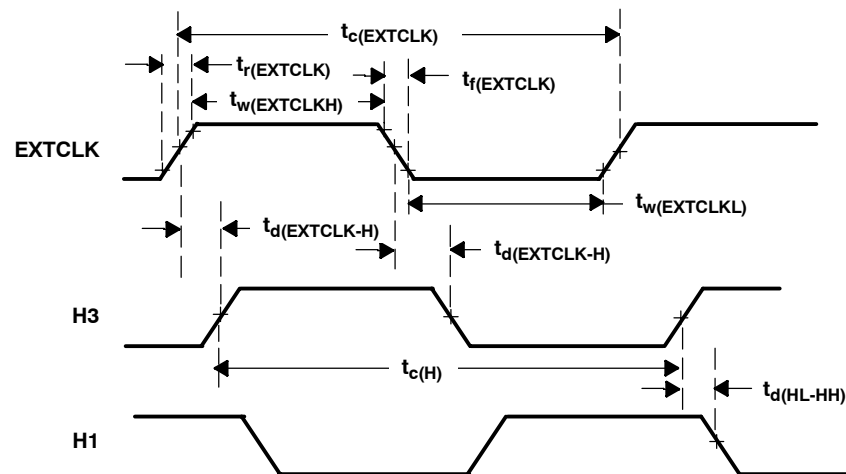 tc(EXTCLK)
tr(EXTCLK)
tf(EXTCLK)
tw(EXTCLKH)
EXTCLK
tw(EXTCLKL)
td(EXTCLK-H)
td(EXTCLK-H)
H3
tc(H)
td(HL-HH)
H1